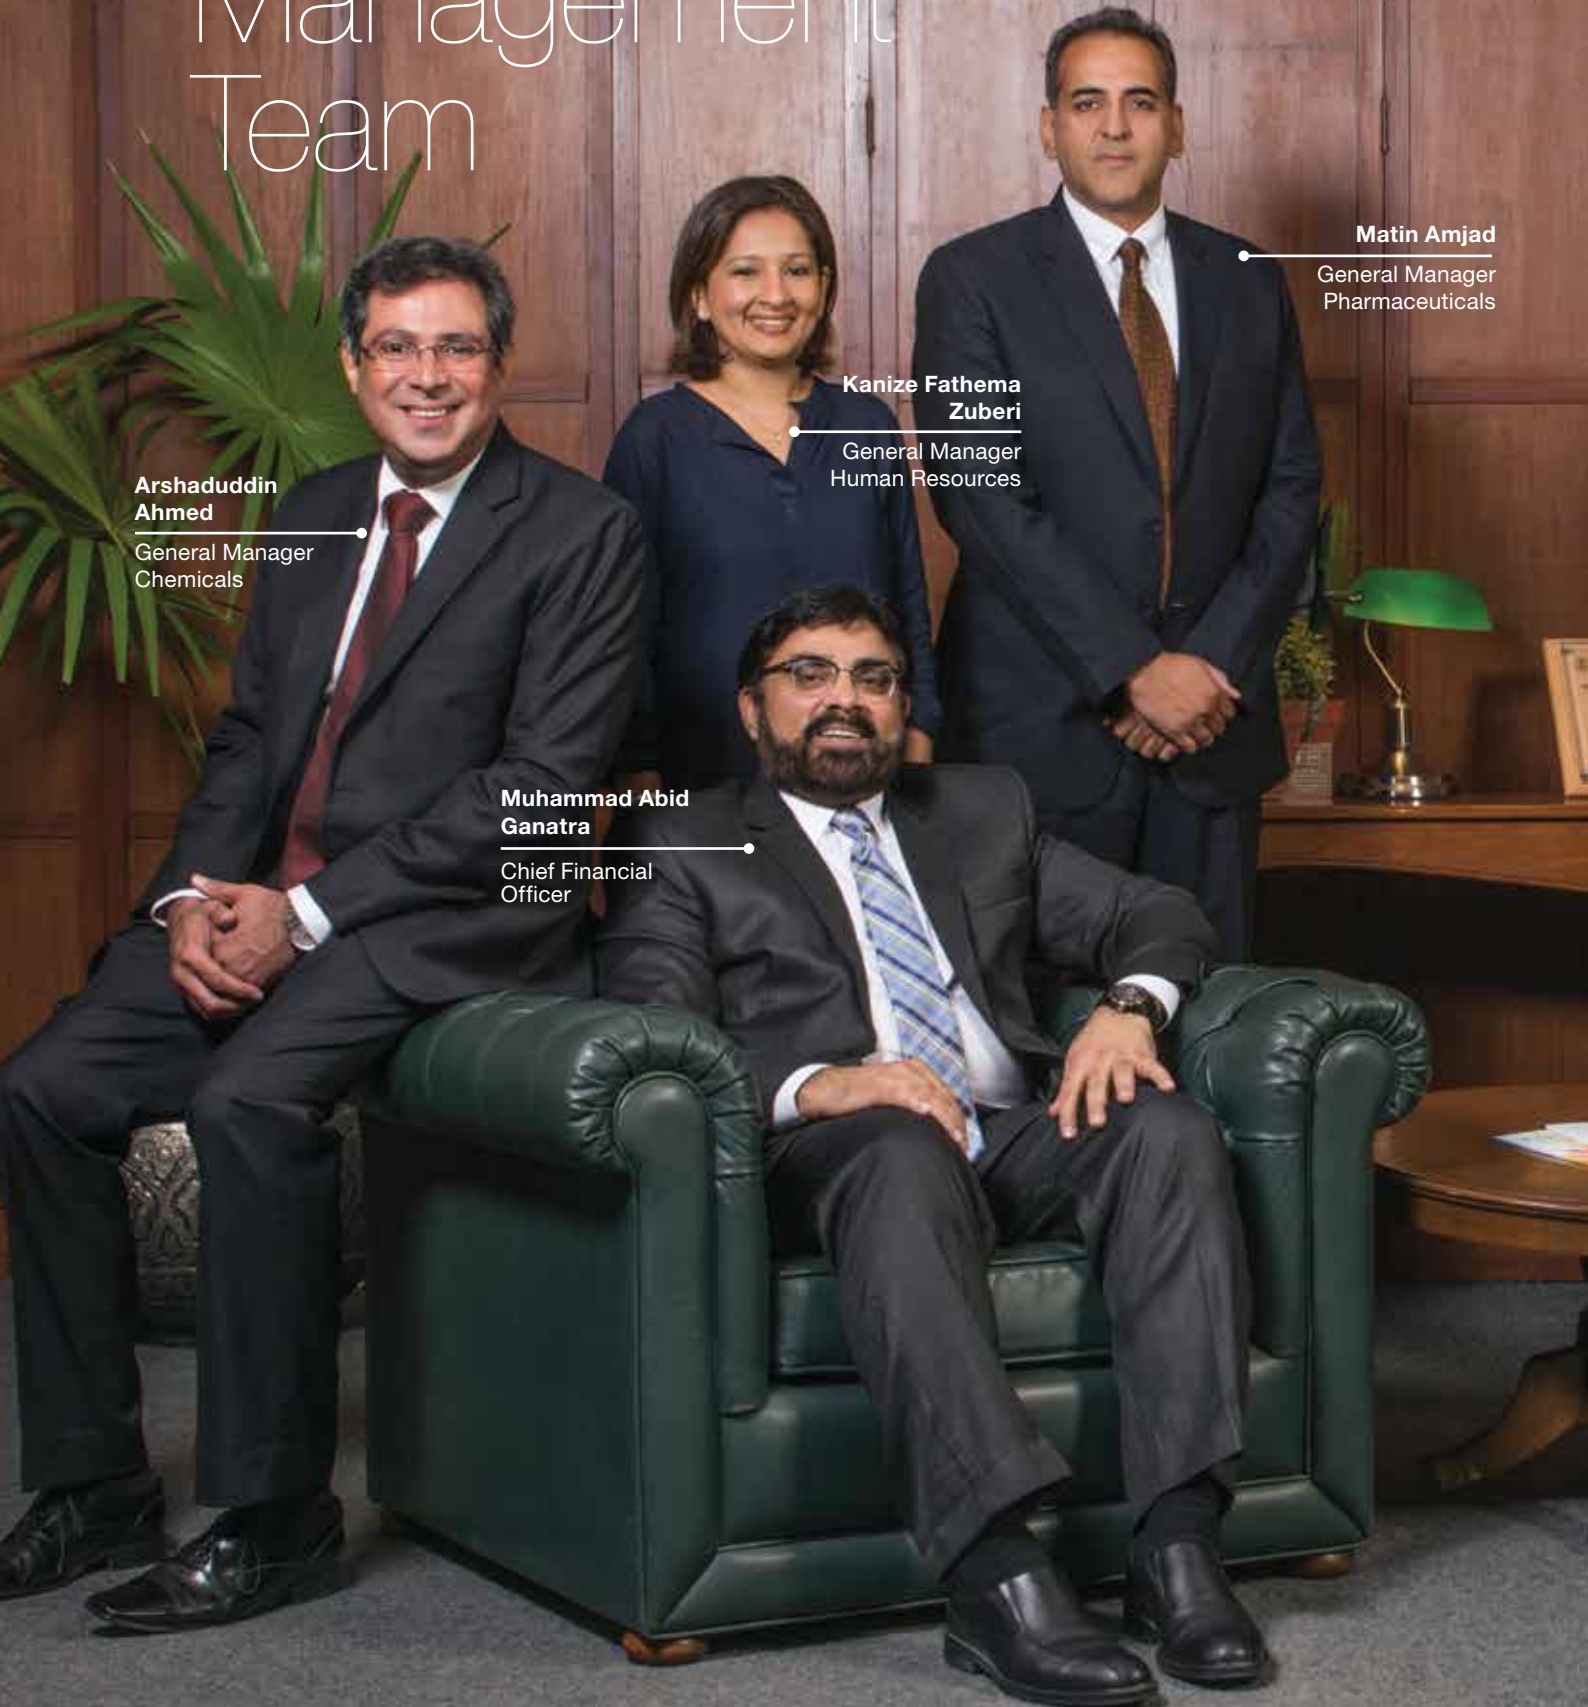 Management
Team
Matin Amjad
General Manager
Pharmaceuticals
Kanize Fathema
Zuberi
General Manager
Human Resources
Arshaduddin
Ahmed
General Manager
Chemicals
Muhammad Abid
Ganatra
Chief Financial
Officer